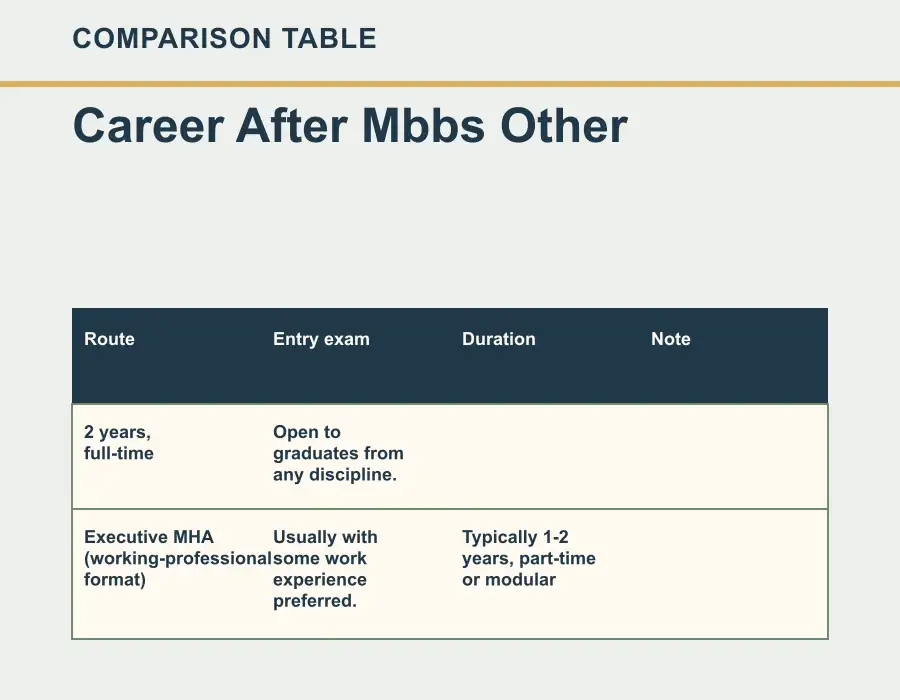 COMPARISON TABLE
Career After Mbbs Other
Route Entry exam Duration Note
2 years,
full-time
Open to
graduates from
any discipline.
Executive MHA
(working-professional
format)
Usually with
some work
experience
preferred.
Typically 1-2
years, part-time
or modular